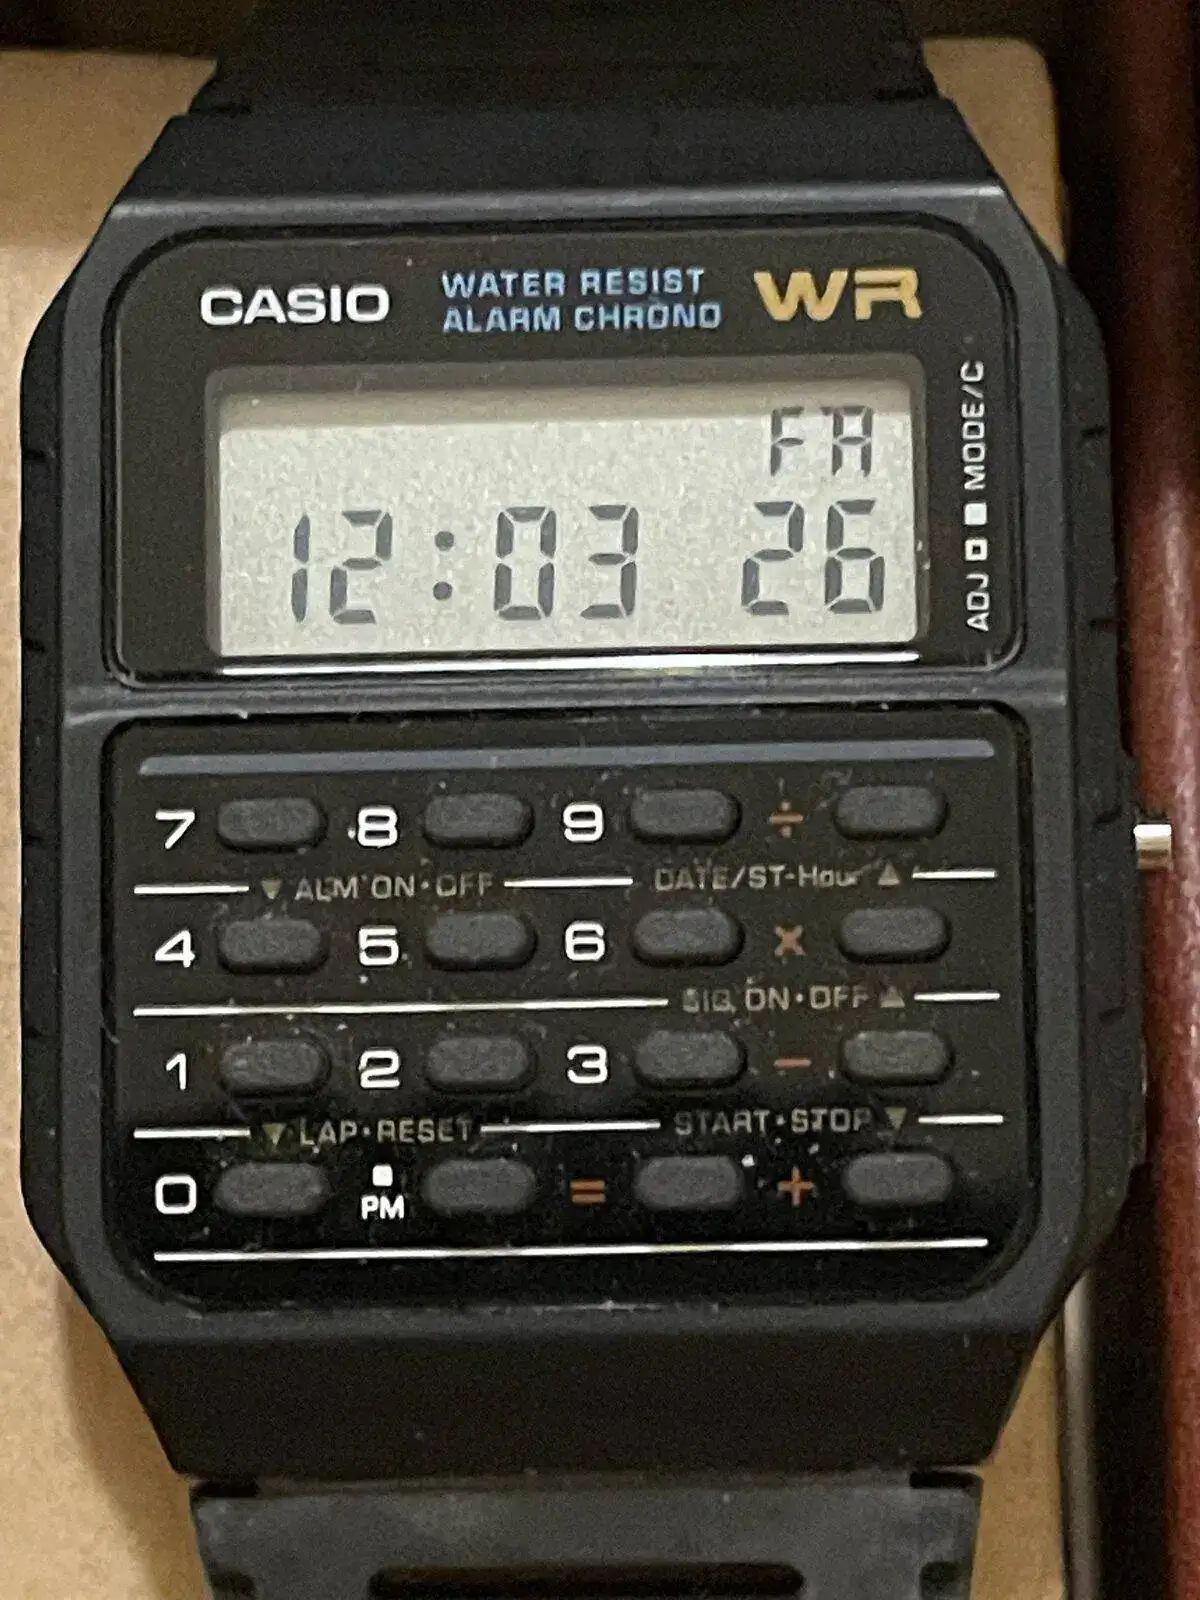 CASIO WATER RESIST WR
ALARM CHRONO
ADJ MODE/C
FR
12:03 26
7 8 9 ÷
▼ ALM ON•OFF DATE/ST-Hour ▲
4 5 6 ×
SIG ON•OFF ▲
1 2 3 −
▼ LAP•RESET START•STOP ▼
0 PM = +